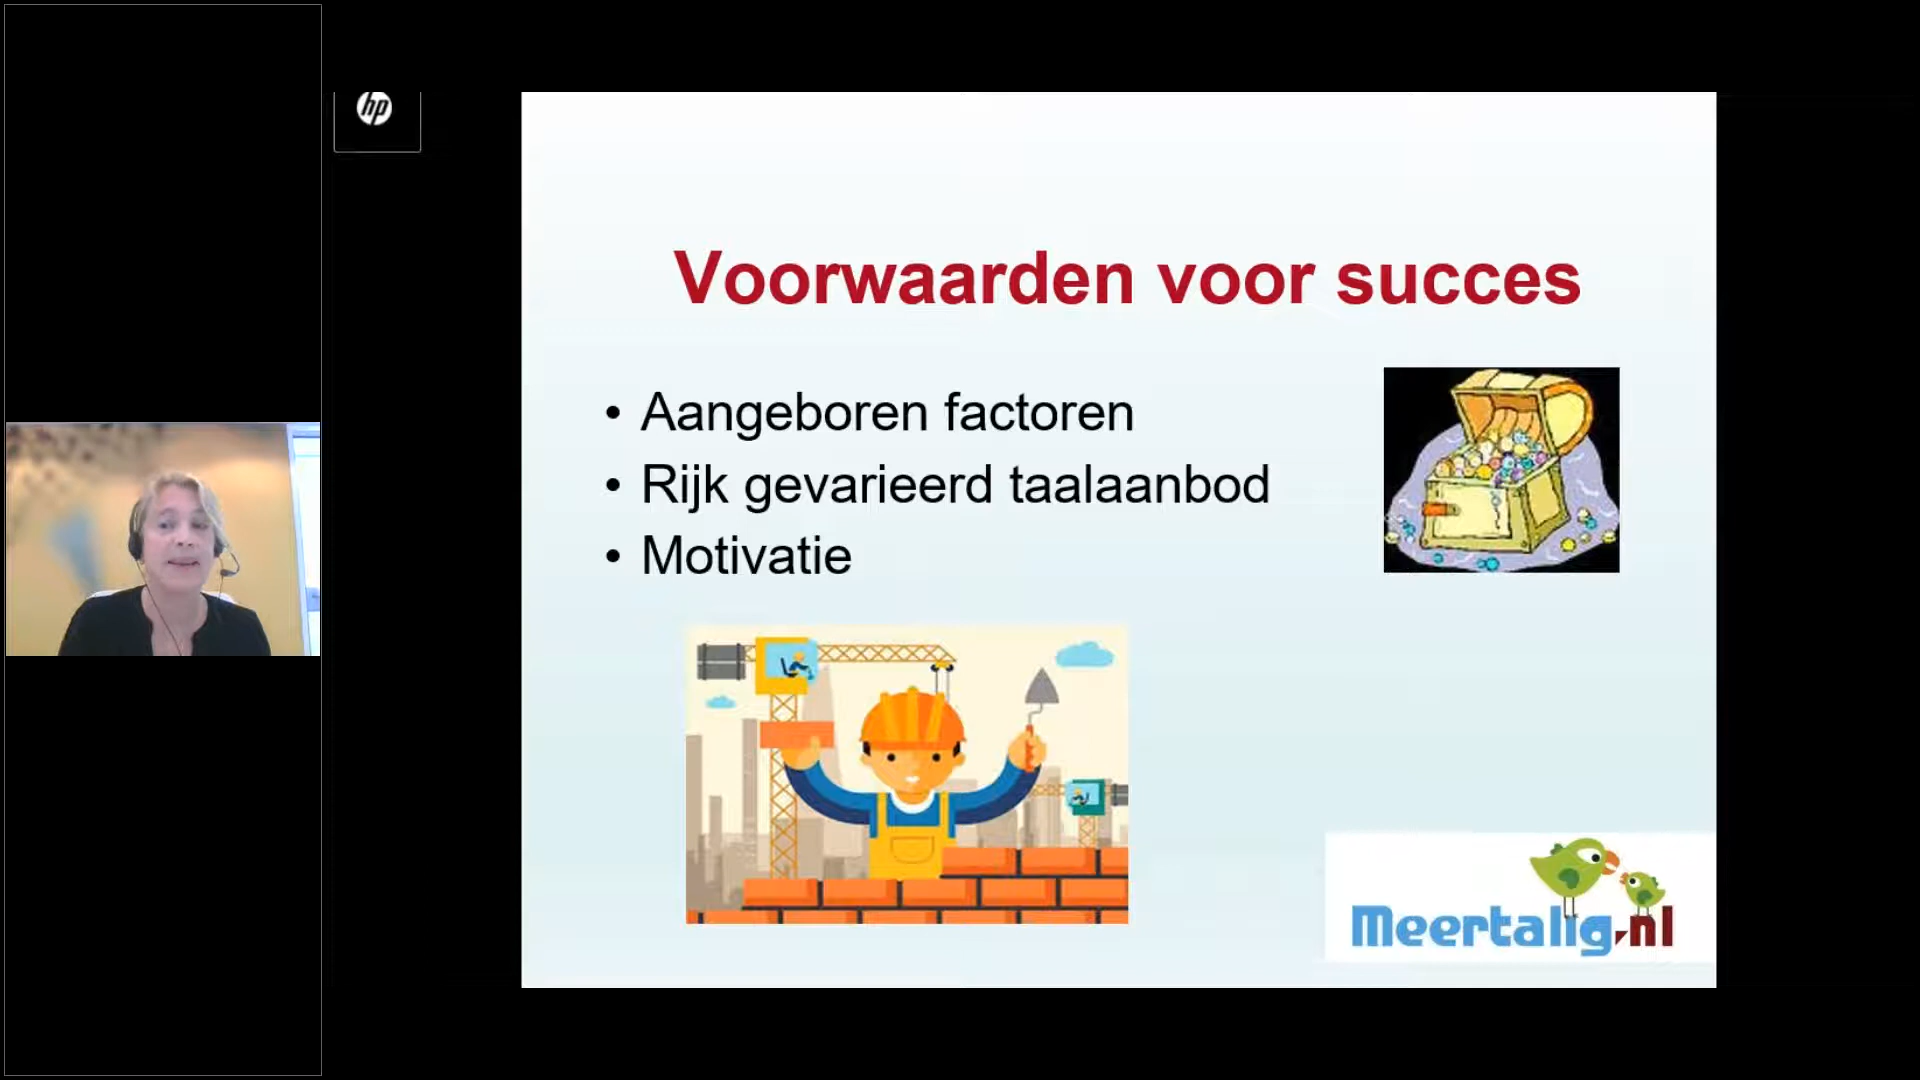 hp
Voorwaarden voor succes
• Aangeboren factoren
• Rijk gevarieerd taalaanbod
• Motivatie
Meertalig.nl